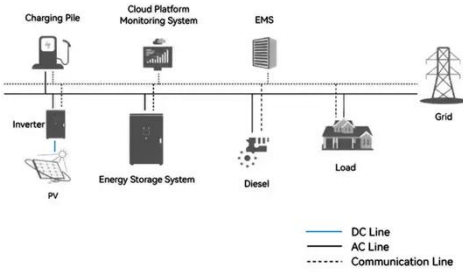 Charging Pile
Cloud Platform
Monitoring System
EMS
Grid
Inverter
PV
Energy Storage System
Diesel
Load
DC Line
AC Line
Communication Line